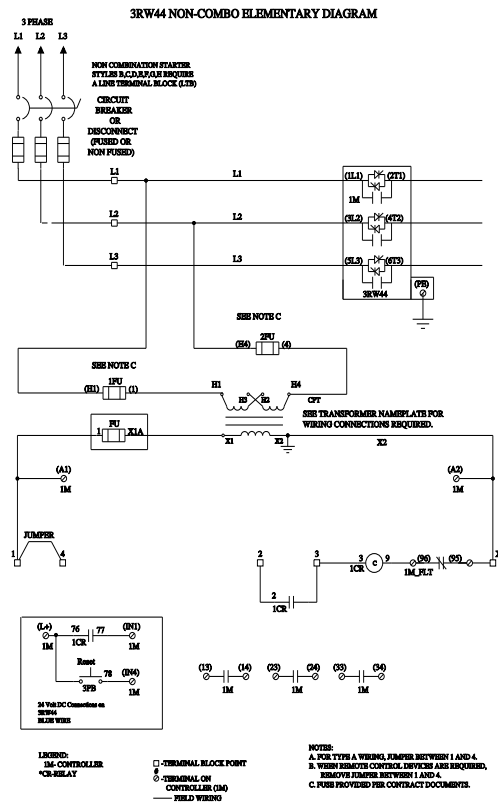 3RW44 NON-COMBO ELEMENTARY DIAGRAM
3 PHASE
L1 L2 L3
NON COMBINATION STARTER
STYLES B,C,D,E,F,G,E REQUIRE
A LINE TERMINAL BLOCK (LTB)
CIRCUIT
BREAKER
OR
DISCONNECT
(FUSED OR
NON FUSED)
L1 L1 (1L1) (2T1)
1M
L2 L2 (3L2) (4T2)
L3 L3 (5L3) (6T3)
3RW44
(PE)
SEE NOTE C
2FU
(H4) (4)
SEE NOTE C
1FU
(H1) (1)
H1 H3 H2 H4
CPT
SEE TRANSFORMER NAMEPLATE FOR
WIRING CONNECTIONS REQUIRED.
FU
1 X1A
X1 X2 X2
(A1) (A2)
1M 1M
JUMPER
1 4 2 3 3 9 (96) (95)
1CR C 1M_FLT
2
1CR
(L+) 76 77 (IN1)
1M 1CR 1M
Reset
78 (IN4)
3PB 1M
24 Volt DC Connections on
3RW44
BLUE WIRE
(13) (14) (23) (24) (33) (34)
1M 1M 1M
LEGEND:
1M- CONTROLLER
*CR-RELAY
-TERMINAL BLOCK POINT
#
-TERMINAL ON
CONTROLLER (1M)
FIELD WIRING
NOTES:
A. FOR TYPE A WIRING, JUMPER BETWEEN 1 AND 4.
B. WHEN REMOTE CONTROL DEVICES ARE REQUIRED,
REMOVE JUMPER BETWEEN 1 AND 4.
C. FUSE PROVIDED PER CONTRACT DOCUMENTS.